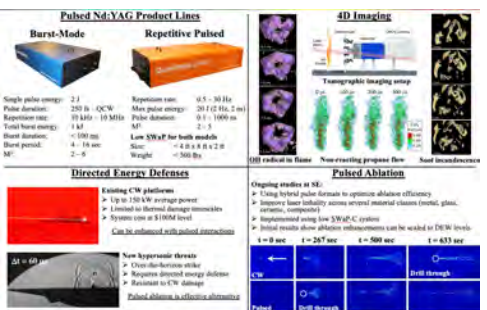 Pulsed Nd:YAG Product Lines
Burst-Mode
Repetitive Pulsed
Single pulse energy: 2 J
Pulse duration: 250 fs – QCW
Repetition rate: 10 kHz – 10 MHz
Total burst energy: 1 kJ
Burst duration: < 100 ms
Burst period: 4 – 16 sec
M²: 2 – 6
Repetition rate: 0.5 – 30 Hz
Max pulse energy: 20 J (2 Hz, 2 ns)
Pulse duration: 0.1 – 1000 ns
M²: 2 – 3
Low SWaP for both models
Size: < 4 ft x 8 ft x 2 ft
Weight < 500 lbs
4D Imaging
Tomographic imaging setup
OH radical in flame
Non-reacting propane flow
Soot incandescence
Directed Energy Defenses
Existing CW platforms
Up to 150 kW average power
Limited to thermal damage intensities
System cost at $100M level
Can be enhanced with pulsed interactions
Δt = 60 μs
New hypersonic threats
Over-the-horizon strike
Requires directed energy defense
Resistant to CW damage
Pulsed ablation is effective alternative
Pulsed Ablation
Ongoing studies at SE:
Using hybrid pulse formats to optimize ablation efficiency
Improve laser lethality across several material classes (metal, glass,
ceramic, composite)
Implemented using low SWaP-C system
Initial results show ablation enhancements can be scaled to DEW levels
t = 0 sec
t = 267 sec
t = 500 sec
t = 633 sec
CW
Drill through
Pulsed
Drill through